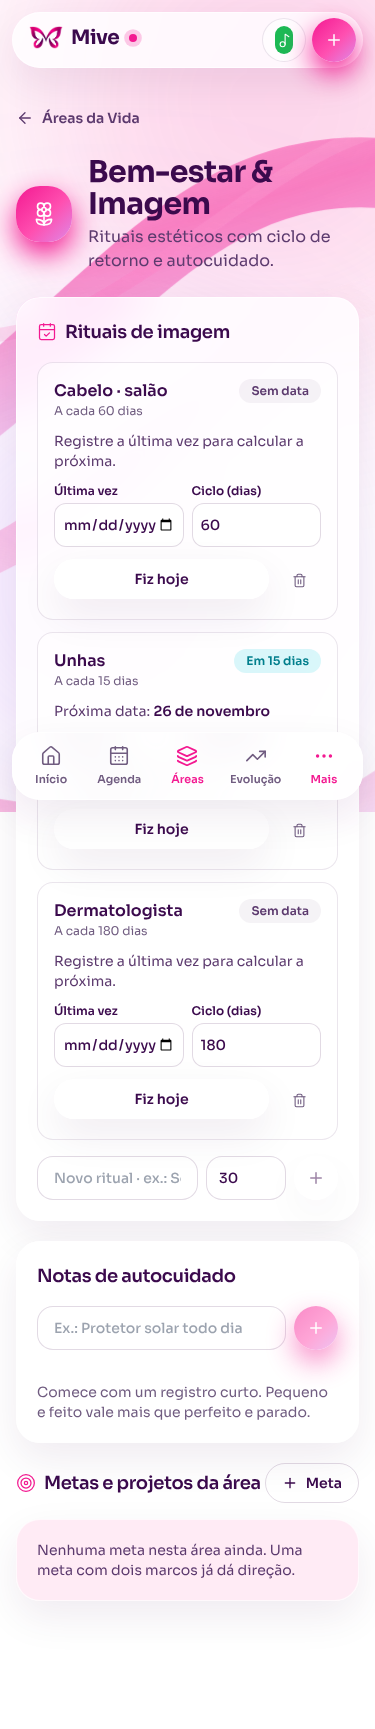 Mive
Áreas da Vida
Bem-estar &
Imagem
Rituais estéticos com ciclo de
retorno e autocuidado.
Rituais de imagem
Cabelo · salão
Sem data
A cada 60 dias
Registre a última vez para calcular a
próxima.
Última vez
Ciclo (dias)
mm/dd/yyyy
60
Fiz hoje
Unhas
Em 15 dias
A cada 15 dias
Próxima data: 26 de novembro
Início
Agenda
Áreas
Evolução
Mais
Fiz hoje
Dermatologista
Sem data
A cada 180 dias
Registre a última vez para calcular a
próxima.
Última vez
Ciclo (dias)
mm/dd/yyyy
180
Fiz hoje
Novo ritual · ex.: S
30
Notas de autocuidado
Ex.: Protetor solar todo dia
Comece com um registro curto. Pequeno
e feito vale mais que perfeito e parado.
Metas e projetos da área
Meta
Nenhuma meta nesta área ainda. Uma
meta com dois marcos já dá direção.